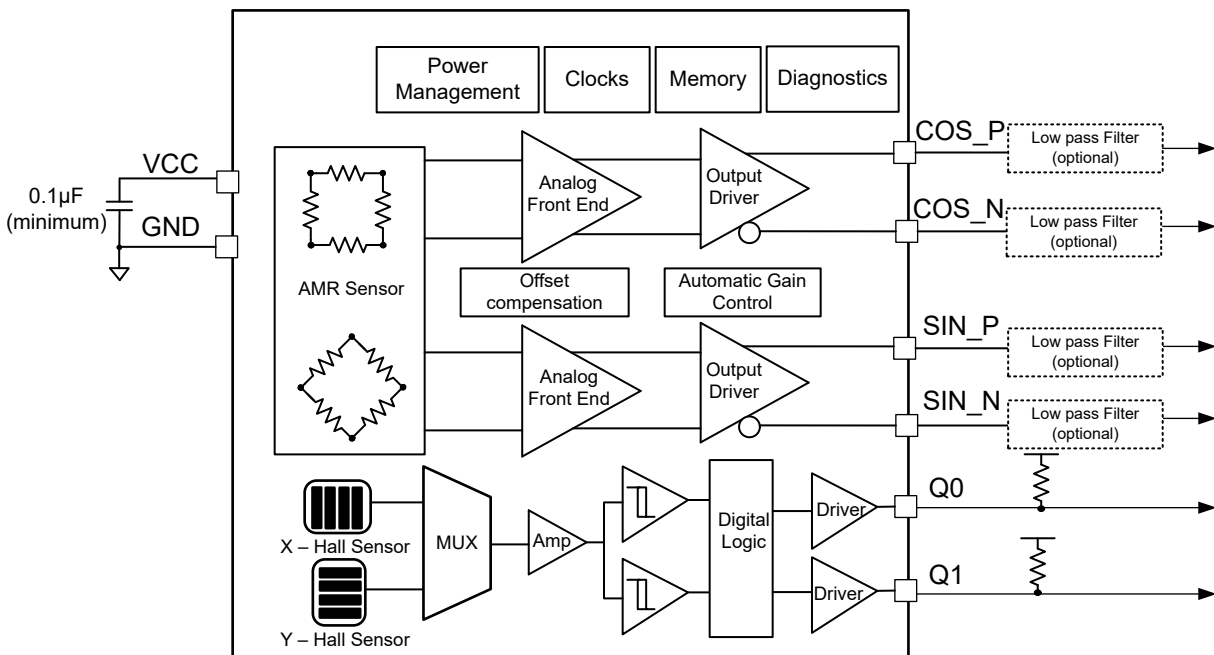 Power
Management
Clocks
Memory
Diagnostics
VCC
0.1µF
(minimum)
GND
AMR Sensor
Analog
Front End
Output
Driver
COS_P
Low pass Filter
(optional)
COS_N
Low pass Filter
(optional)
Offset
compensation
Automatic Gain
Control
Analog
Front End
Output
Driver
SIN_P
Low pass Filter
(optional)
SIN_N
Low pass Filter
(optional)
X – Hall Sensor
Y – Hall Sensor
MUX
Amp
Digital
Logic
Driver
Q0
Driver
Q1